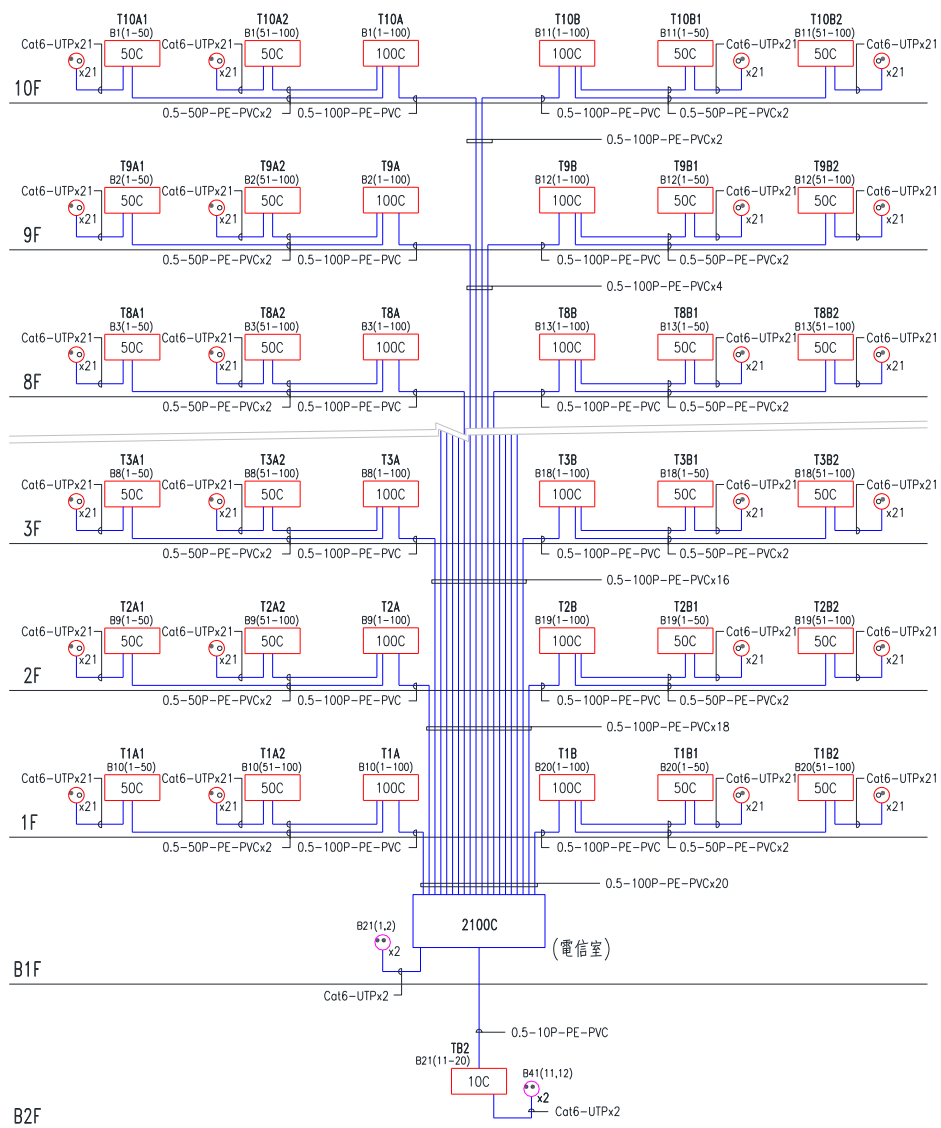 T10A1 T10A2 T10A T10B T10B1 T10B2
B1(1-50) B1(51-100) B1(1-100) B11(1-100) B11(1-50) B11(51-100)
Cat6-UTPx21 Cat6-UTPx21 Cat6-UTPx21 Cat6-UTPx21
50C 50C 100C 100C 50C 50C
x21 x21 x21 x21
10F
0.5-50P-PE-PVCx2 0.5-100P-PE-PVC 0.5-100P-PE-PVC 0.5-50P-PE-PVCx2
0.5-100P-PE-PVCx2
T9A1 T9A2 T9A T9B T9B1 T9B2
B2(1-50) B2(51-100) B2(1-100) B12(1-100) B12(1-50) B12(51-100)
Cat6-UTPx21 Cat6-UTPx21 Cat6-UTPx21 Cat6-UTPx21
50C 50C 100C 100C 50C 50C
x21 x21 x21 x21
9F
0.5-50P-PE-PVCx2 0.5-100P-PE-PVC 0.5-100P-PE-PVC 0.5-50P-PE-PVCx2
0.5-100P-PE-PVCx4
T8A1 T8A2 T8A T8B T8B1 T8B2
B3(1-50) B3(51-100) B3(1-100) B13(1-100) B13(1-50) B13(51-100)
Cat6-UTPx21 Cat6-UTPx21 Cat6-UTPx21 Cat6-UTPx21
50C 50C 100C 100C 50C 50C
x21 x21 x21 x21
8F
0.5-50P-PE-PVCx2 0.5-100P-PE-PVC 0.5-100P-PE-PVC 0.5-50P-PE-PVCx2
T3A1 T3A2 T3A T3B T3B1 T3B2
B8(1-50) B8(51-100) B8(1-100) B18(1-100) B18(1-50) B18(51-100)
Cat6-UTPx21 Cat6-UTPx21 Cat6-UTPx21 Cat6-UTPx21
50C 50C 100C 100C 50C 50C
x21 x21 x21 x21
3F
0.5-50P-PE-PVCx2 0.5-100P-PE-PVC 0.5-100P-PE-PVC 0.5-50P-PE-PVCx2
0.5-100P-PE-PVCx16
T2A1 T2A2 T2A T2B T2B1 T2B2
B9(1-50) B9(51-100) B9(1-100) B19(1-100) B19(1-50) B19(51-100)
Cat6-UTPx21 Cat6-UTPx21 Cat6-UTPx21 Cat6-UTPx21
50C 50C 100C 100C 50C 50C
x21 x21 x21 x21
2F
0.5-50P-PE-PVCx2 0.5-100P-PE-PVC 0.5-100P-PE-PVC 0.5-50P-PE-PVCx2
0.5-100P-PE-PVCx18
T1A1 T1A2 T1A T1B T1B1 T1B2
B10(1-50) B10(51-100) B10(1-100) B20(1-100) B20(1-50) B20(51-100)
Cat6-UTPx21 Cat6-UTPx21 Cat6-UTPx21 Cat6-UTPx21
50C 50C 100C 100C 50C 50C
x21 x21 x21 x21
1F
0.5-50P-PE-PVCx2 0.5-100P-PE-PVC 0.5-100P-PE-PVC 0.5-50P-PE-PVCx2
0.5-100P-PE-PVCx20
B21(1,2) 2100C
x2 (電信室)
B1F
Cat6-UTPx2
0.5-10P-PE-PVC
TB2
B21(11-20) B41(11,12)
10C x2
Cat6-UTPx2
B2F